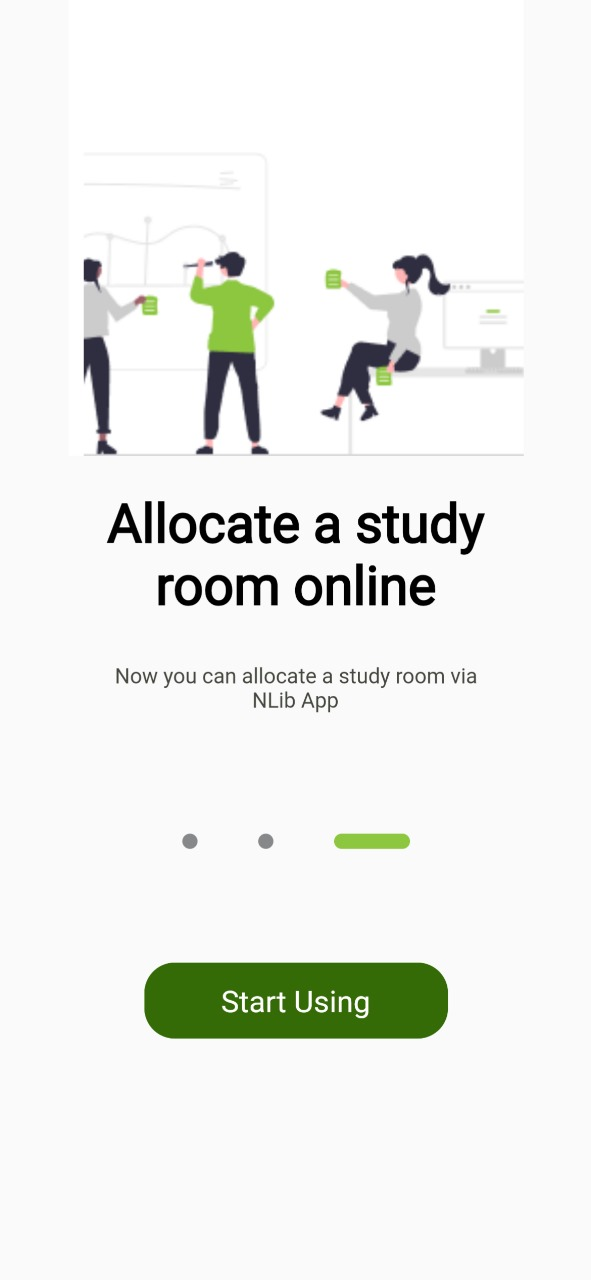 Allocate a study
room online
Now you can allocate a study room via
NLib App
Start Using